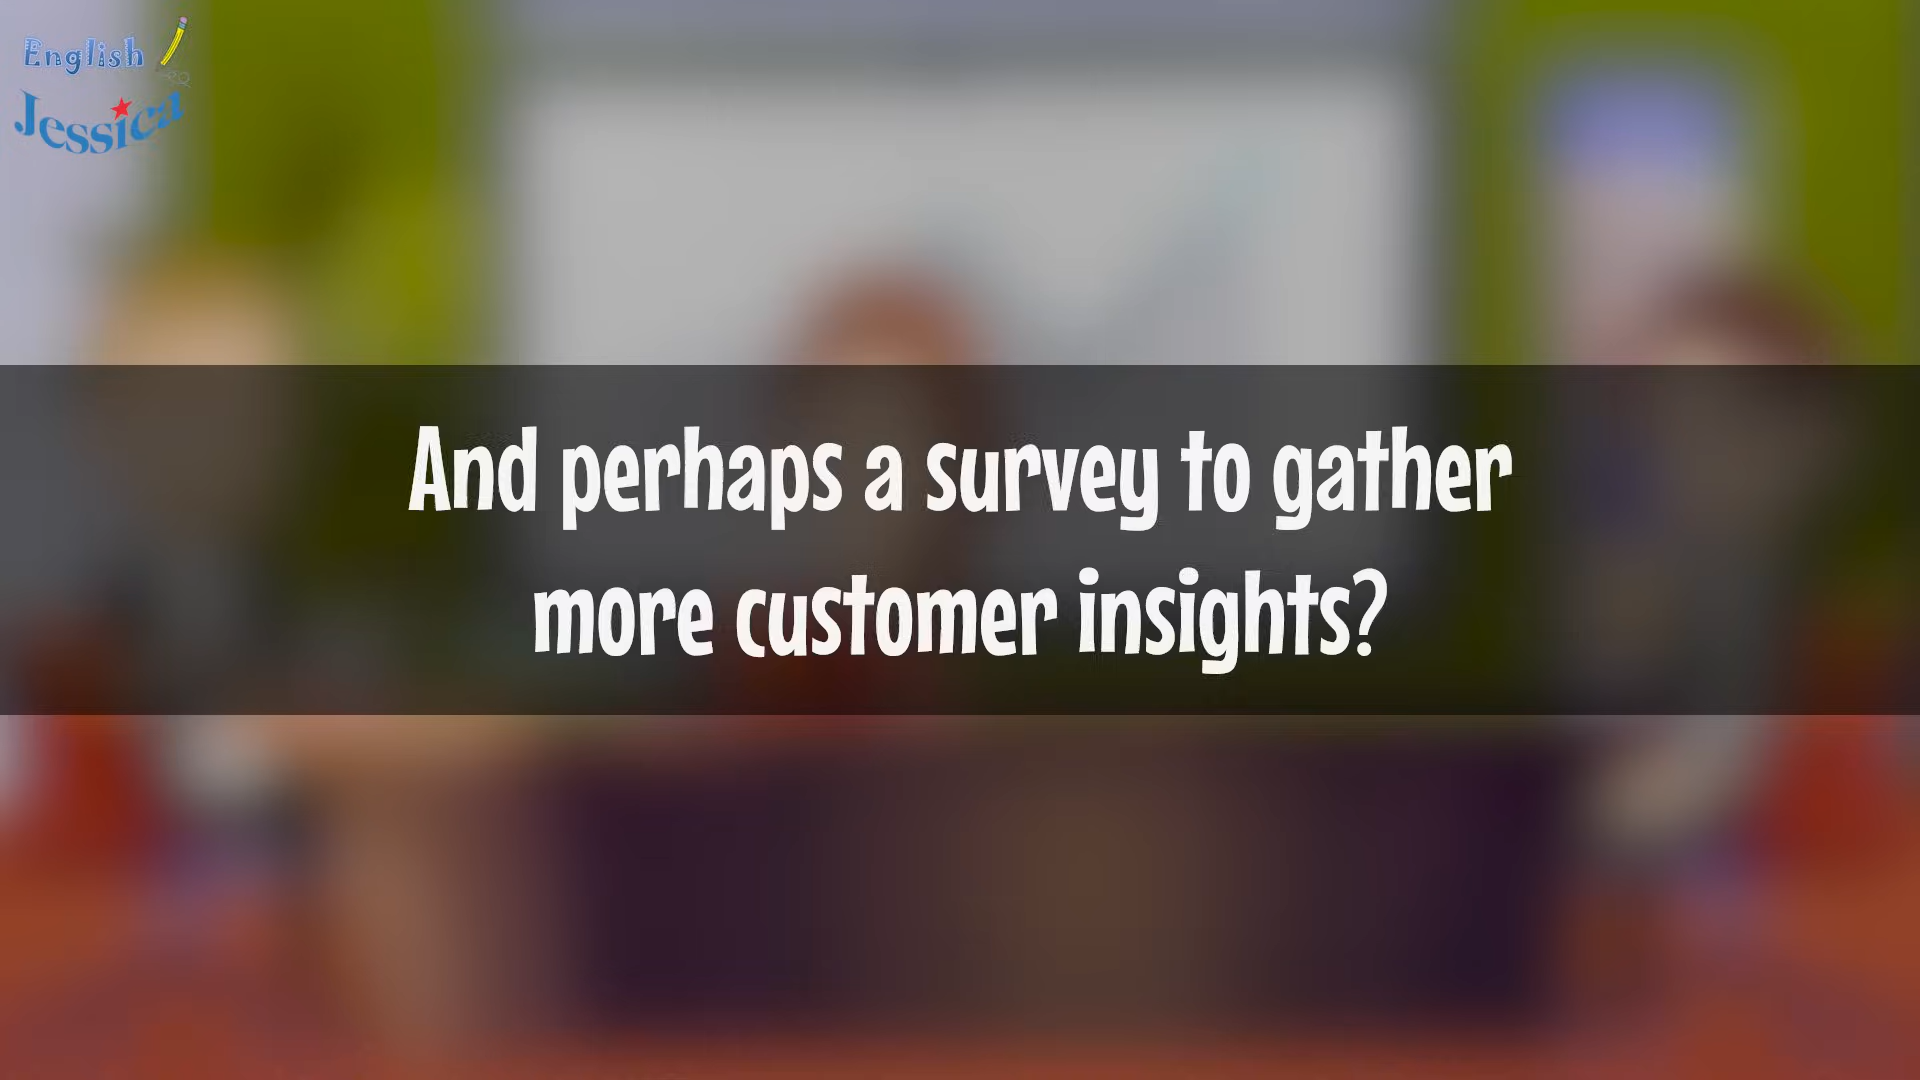 English
Jessica
And perhaps a survey to gather
more customer insights?